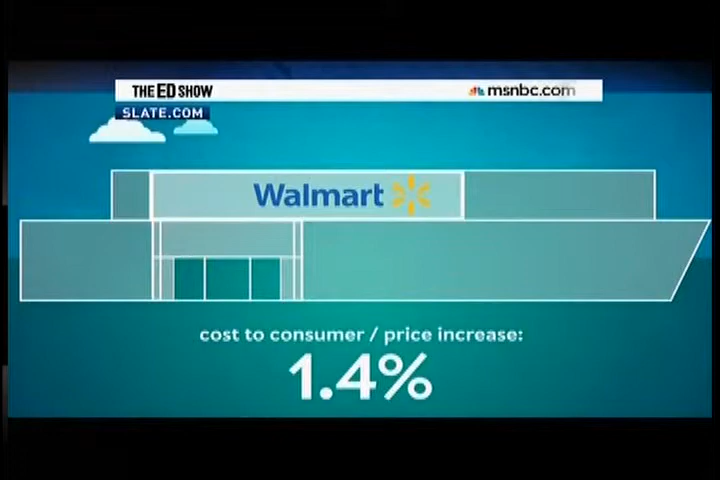 THE ED SHOW
msnbc.com
SLATE.COM
Walmart
cost to consumer / price increase:
1.4%